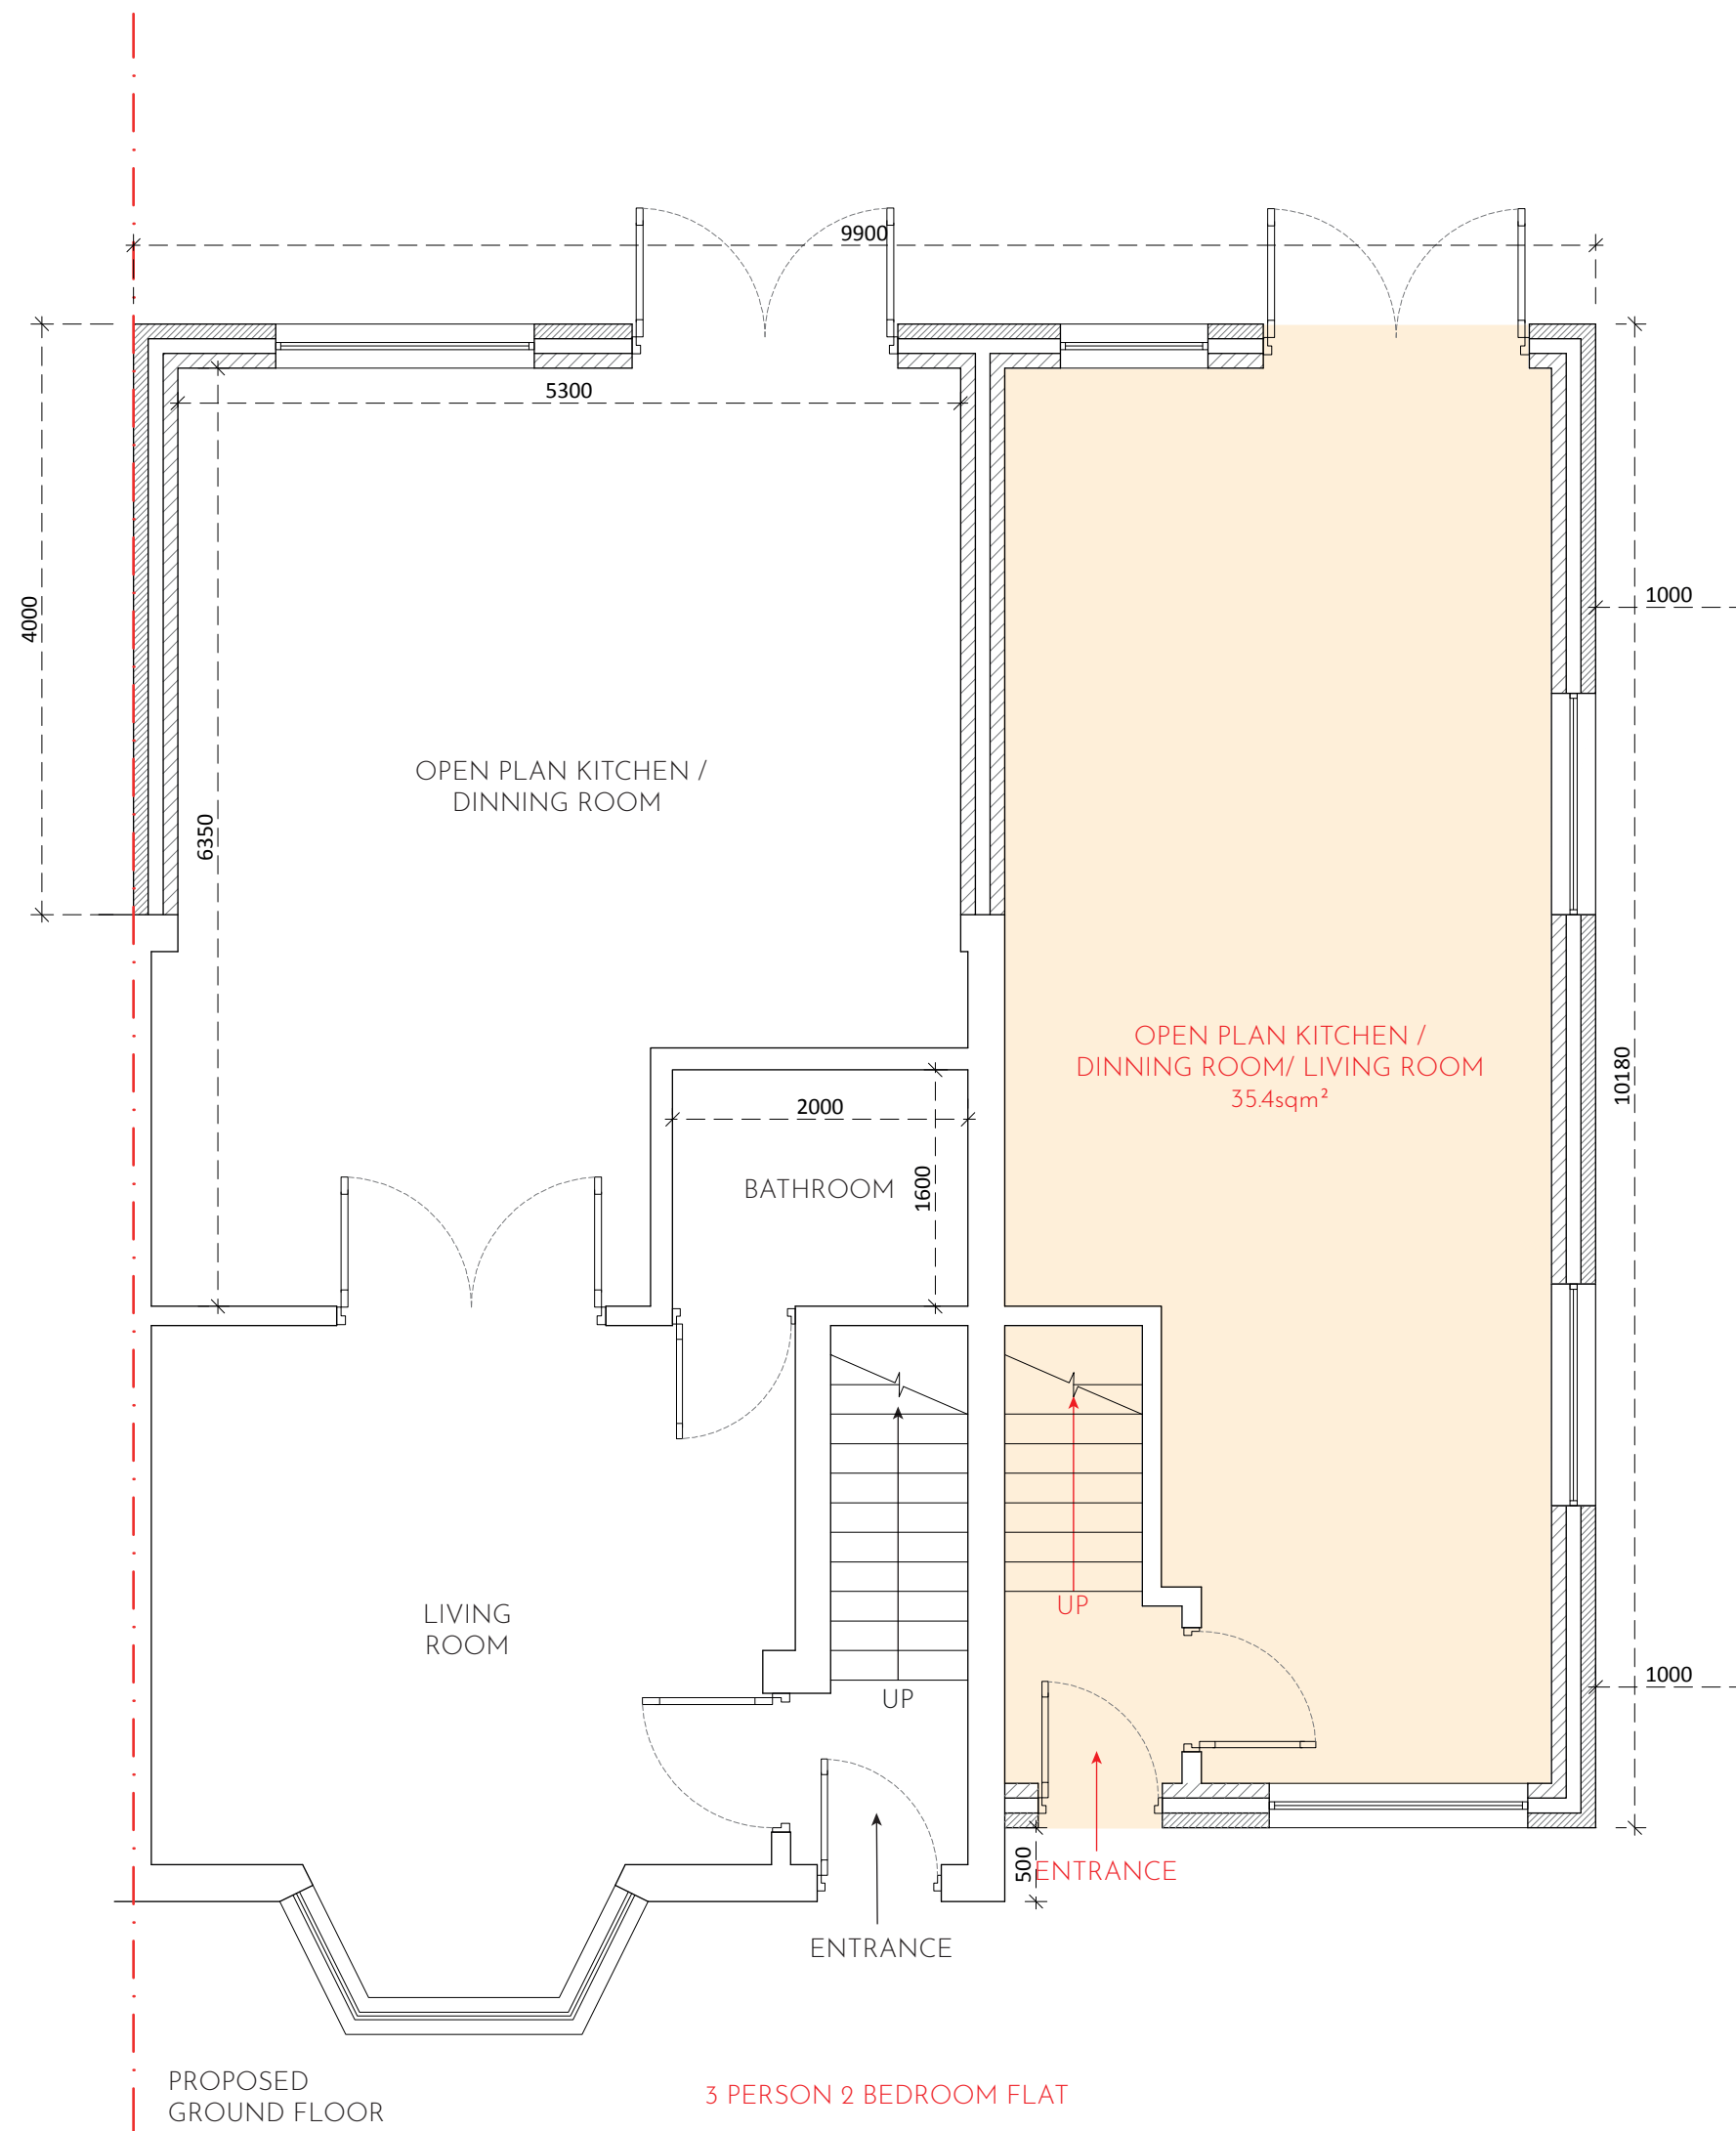 9900
5300
4000
1000
6350
OPEN PLAN KITCHEN /
DINNING ROOM
OPEN PLAN KITCHEN /
DINNING ROOM/ LIVING ROOM
35.4sqm²
10180
2000
BATHROOM
1600
LIVING
ROOM
UP
UP
1000
500
ENTRANCE
ENTRANCE
PROPOSED
GROUND FLOOR
3 PERSON 2 BEDROOM FLAT